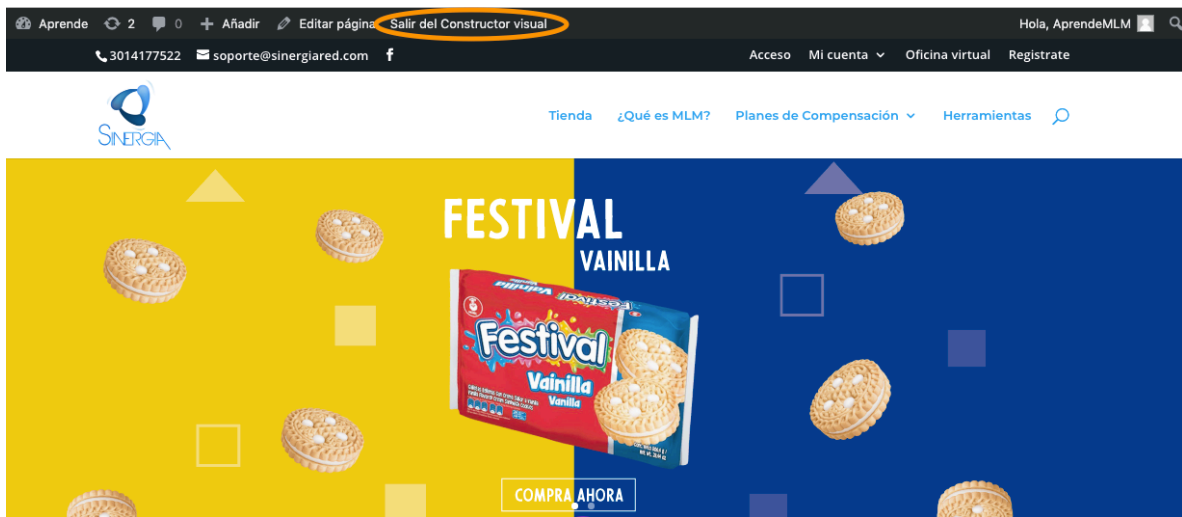 Aprende 2 0 Añadir Editar página Salir del Constructor visual Hola, AprendeMLM
3014177522 soporte@sinergiared.com Acceso Mi cuenta Oficina virtual Registrate
SINERGIA
Tienda ¿Qué es MLM? Planes de Compensación Herramientas
FESTIVAL
VAINILLA
Festival Vainilla
Festival
Vainilla
Vanilla
COMPRA AHORA